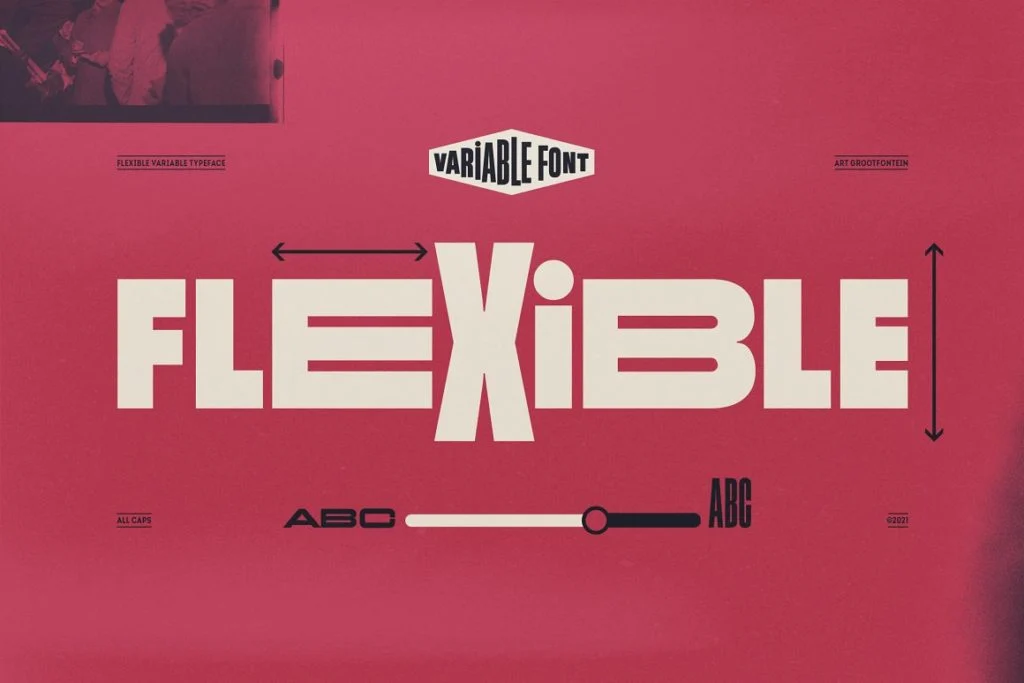 FLEXIBLE VARIABLE TYPEFACE
VARiABLE FONT
ART GROOTFONTEIN
FLEXiBLE
ALL CAPS
ABC
ABC
©2021